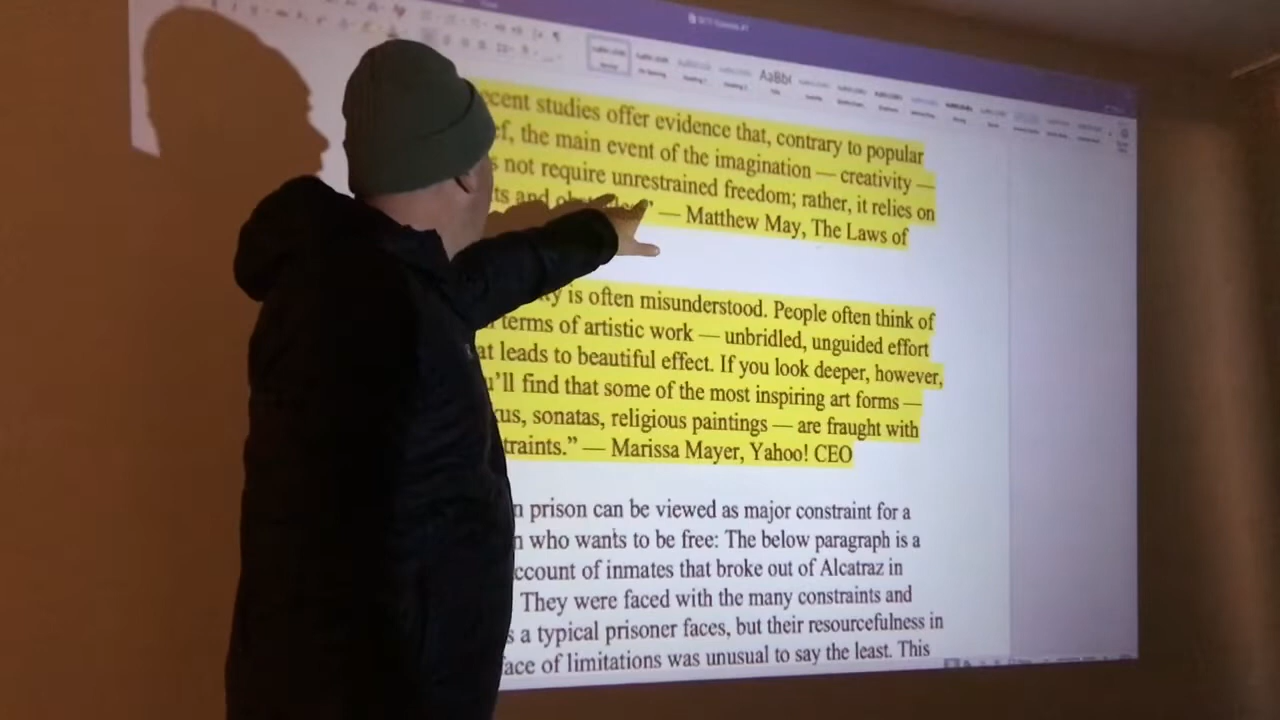 AaBb(
ecent studies offer evidence that, contrary to popular
ef, the main event of the imagination — creativity —
s not require unrestrained freedom; rather, it relies on
ts and obstacles” — Matthew May, The Laws of
ty is often misunderstood. People often think of
terms of artistic work — unbridled, unguided effort
at leads to beautiful effect. If you look deeper, however,
u’ll find that some of the most inspiring art forms —
kus, sonatas, religious paintings — are fraught with
traints.” — Marissa Mayer, Yahoo! CEO
n prison can be viewed as major constraint for a
n who wants to be free: The below paragraph is a
ccount of inmates that broke out of Alcatraz in
They were faced with the many constraints and
s a typical prisoner faces, but their resourcefulness in
face of limitations was unusual to say the least. This